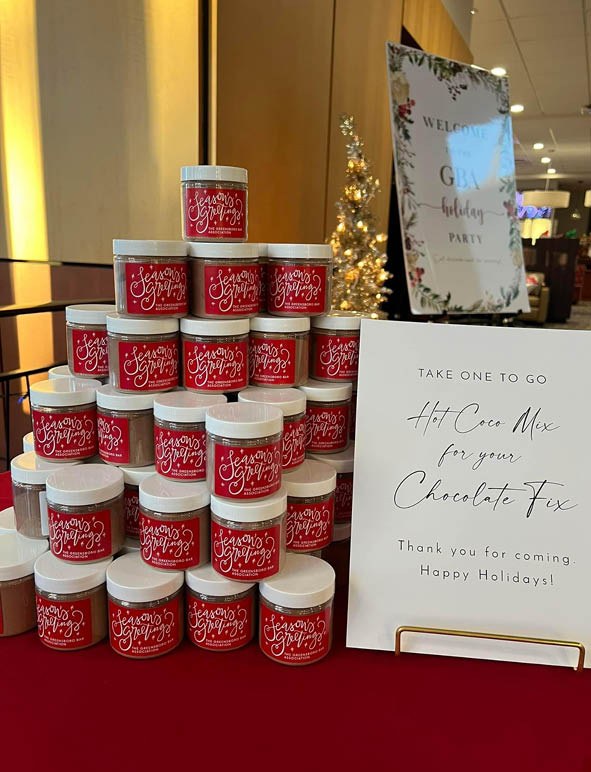 WELCOME
GBA
holiday
PARTY
Season's
Greetings
THE GREENSBORO BAR
ASSOCIATION
TAKE ONE TO GO
Hot Coco Mix
for your
Chocolate Fix
Thank you for coming.
Happy Holidays!